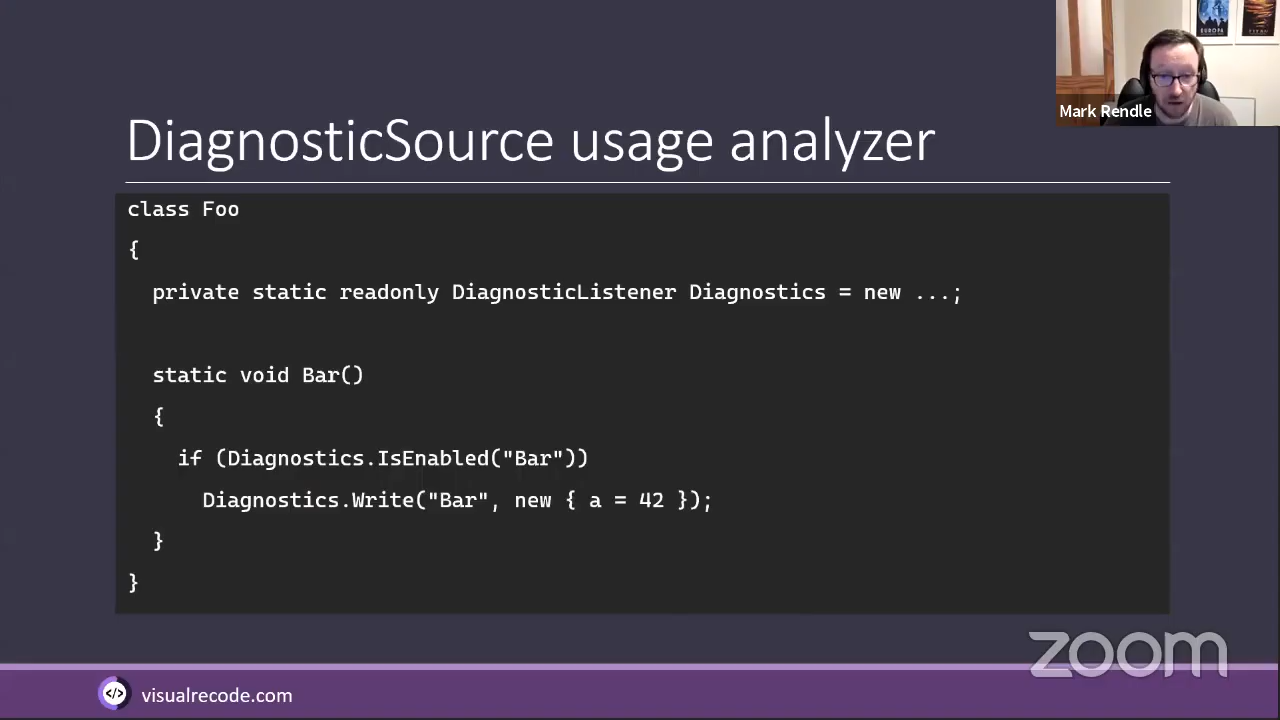 EUROPA
Mark Rendle
DiagnosticSource usage analyzer
class Foo
{
private static readonly DiagnosticListener Diagnostics = new ...;
static void Bar()
{
if (Diagnostics.IsEnabled("Bar"))
Diagnostics.Write("Bar", new { a = 42 });
}
}
zoom
</> visualrecode.com